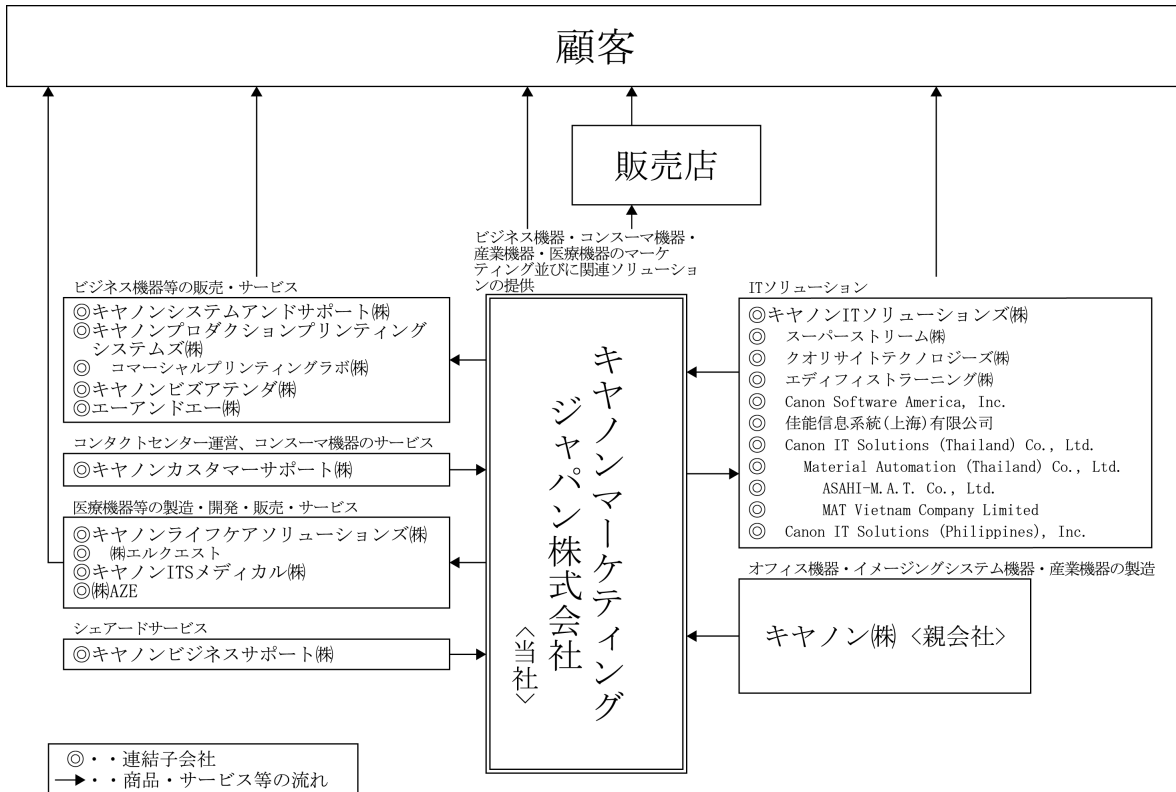 顧客
販売店
ビジネス機器・コンスーマ機器・
産業機器・医療機器のマーケ
ティング並びに関連ソリューショ
ンの提供
ビジネス機器等の販売・サービス
◎キヤノンシステムアンドサポート㈱
◎キヤノンプロダクションプリンティング
システムズ㈱
◎ コマーシャルプリンティングラボ㈱
◎キヤノンビズアテンダ㈱
◎エーアンドエー㈱
コンタクトセンター運営、コンスーマ機器のサービス
◎キヤノンカスタマーサポート㈱
医療機器等の製造・開発・販売・サービス
◎キヤノンライフケアソリューションズ㈱
◎ ㈱エルクエスト
◎キヤノンITSメディカル㈱
◎㈱AZE
シェアードサービス
◎キヤノンビジネスサポート㈱
キヤノンマーケティング
ジャパン株式会社
〈当社〉
ITソリューション
◎キヤノンITソリューションズ㈱
◎ スーパーストリーム㈱
◎ クオリサイトテクノロジーズ㈱
◎ エディフィストラーニング㈱
◎ Canon Software America, Inc.
◎ 佳能信息系統(上海)有限公司
◎ Canon IT Solutions (Thailand) Co., Ltd.
◎ Material Automation (Thailand) Co., Ltd.
◎ ASAHI-M.A.T. Co., Ltd.
◎ MAT Vietnam Company Limited
◎ Canon IT Solutions (Philippines), Inc.
オフィス機器・イメージングシステム機器・産業機器の製造
キヤノン㈱〈親会社〉
◎・・連結子会社
→・・商品・サービス等の流れ